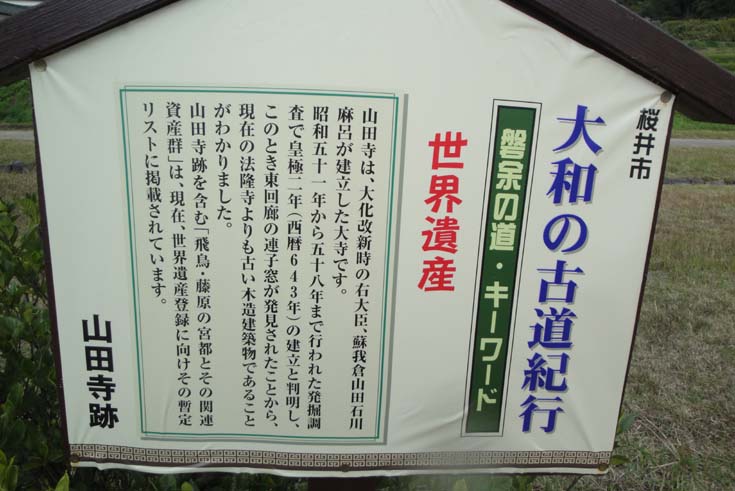 桜井市
大和の古道紀行
磐余の道・キーワード
世界遺産
山田寺は、大化改新時の右大臣、蘇我倉山田石川
麻呂が建立した大寺です。
昭和五十一年から五十八年まで行われた発掘調
査で皇極二年(西暦643年)の建立と判明し、
このとき東回廊の連子窓が発見されたことから、
現在の法隆寺よりも古い木造建築物であること
がわかりました。
山田寺跡を含む「飛鳥・藤原の宮都とその関連
資産群」は、現在、世界遺産登録に向けその暫定
リストに掲載されています。
山田寺跡